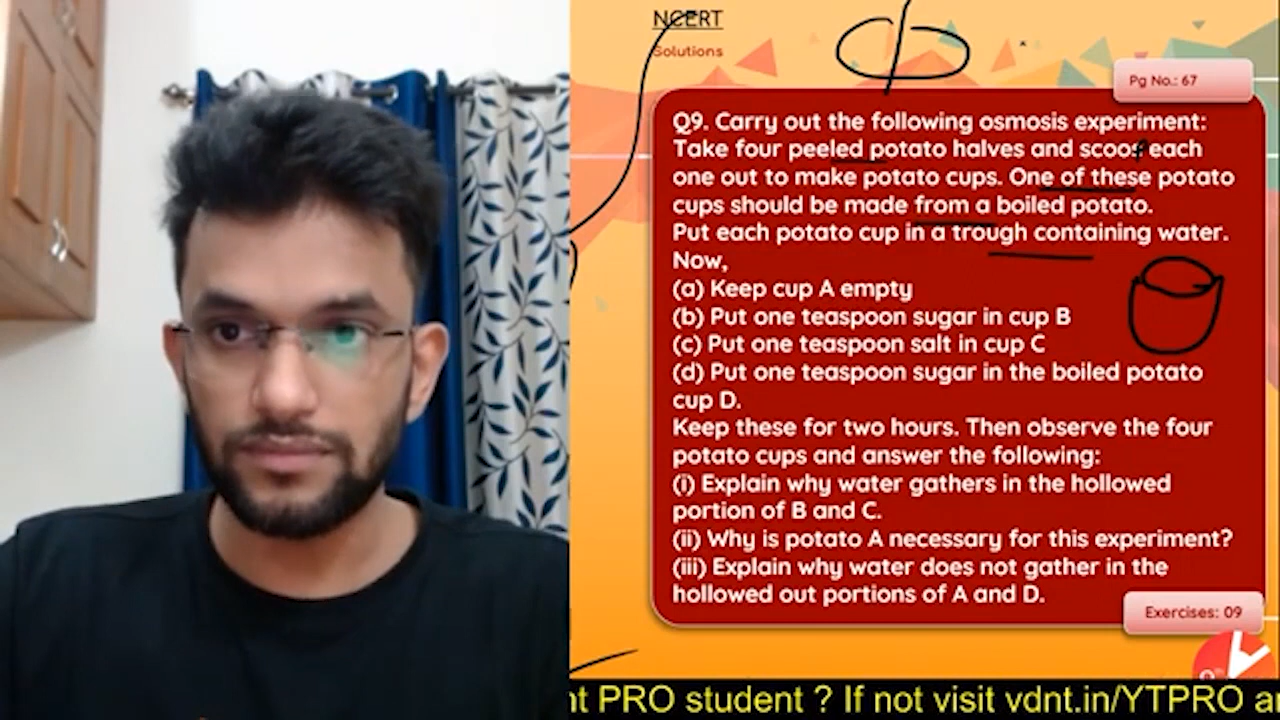 NCERT
Solutions
Pg No.: 67
Q9. Carry out the following osmosis experiment:
Take four peeled potato halves and scoop each
one out to make potato cups. One of these potato
cups should be made from a boiled potato.
Put each potato cup in a trough containing water.
Now,
(a) Keep cup A empty
(b) Put one teaspoon sugar in cup B
(c) Put one teaspoon salt in cup C
(d) Put one teaspoon sugar in the boiled potato
cup D.
Keep these for two hours. Then observe the four
potato cups and answer the following:
(i) Explain why water gathers in the hollowed
portion of B and C.
(ii) Why is potato A necessary for this experiment?
(iii) Explain why water does not gather in the
hollowed out portions of A and D.
Exercises: 09
nt PRO student ? If not visit vdnt.in/YTPRO a